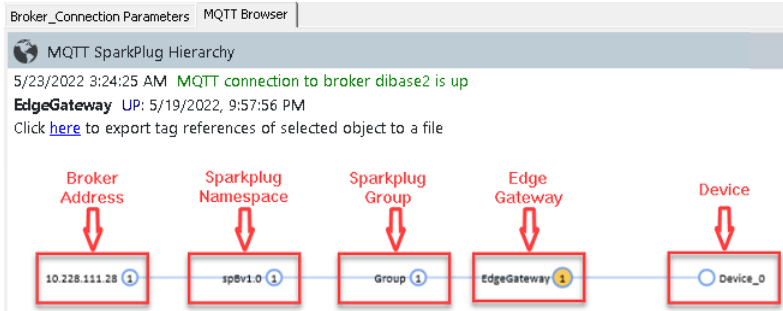 Broker_Connection Parameters MQTT Browser
MQTT SparkPlug Hierarchy
5/23/2022 3:24:25 AM MQTT connection to broker dibase2 is up
EdgeGateway UP: 5/19/2022, 9:57:56 PM
Click here to export tag references of selected object to a file
Broker Address
Sparkplug Namespace
Sparkplug Group
Edge Gateway
Device
10.228.111.28 1 spBv1.0 1 Group 1 EdgeGateway 1 Device_0